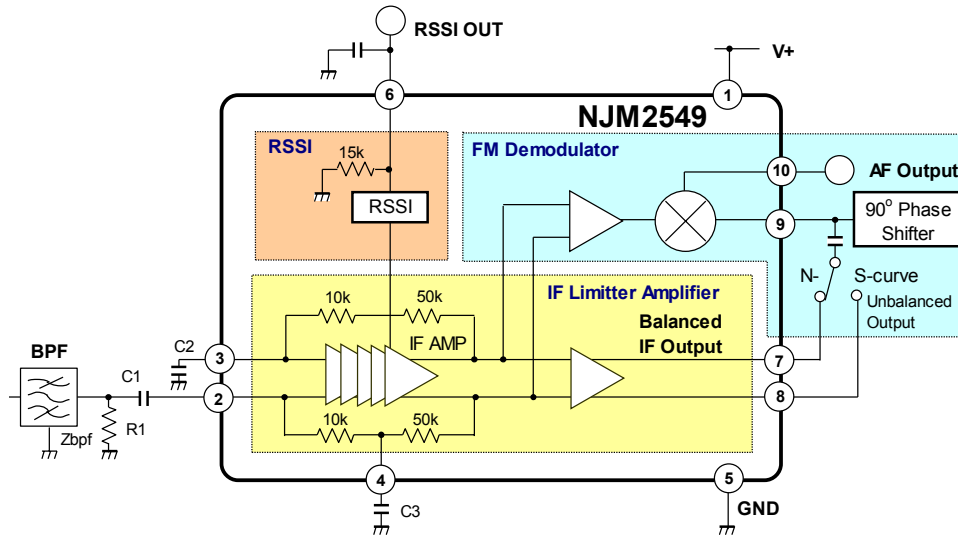 RSSI OUT
V+
6
1
NJM2549
RSSI
15k
RSSI
FM Demodulator
10
AF Output
9
90° Phase
Shifter
N-
S-curve
Unbalanced
Output
IF Limitter Amplifier
10k
50k
IF AMP
Balanced
IF Output
BPF
C2
3
7
C1
2
8
Zbpf
R1
10k
50k
4
C3
5
GND